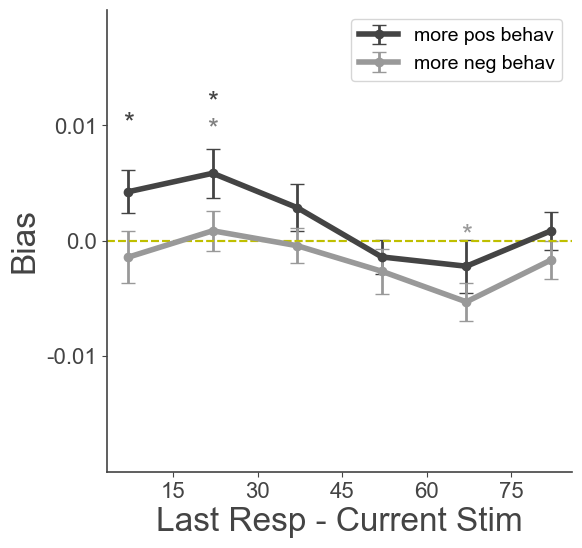 more pos behav
more neg behav
*
*
*
*
0.01
0.0
-0.01
Bias
15 30 45 60 75
Last Resp - Current Stim